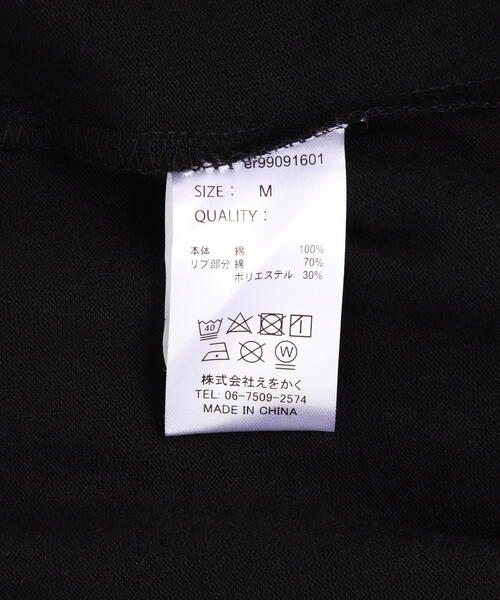 er99091601
SIZE： M
QUALITY：
本体 綿 100%
リブ部分 綿 70%
ポリエステル 30%
40
W
株式会社えをかく
TEL: 06-7509-2574
MADE IN CHINA